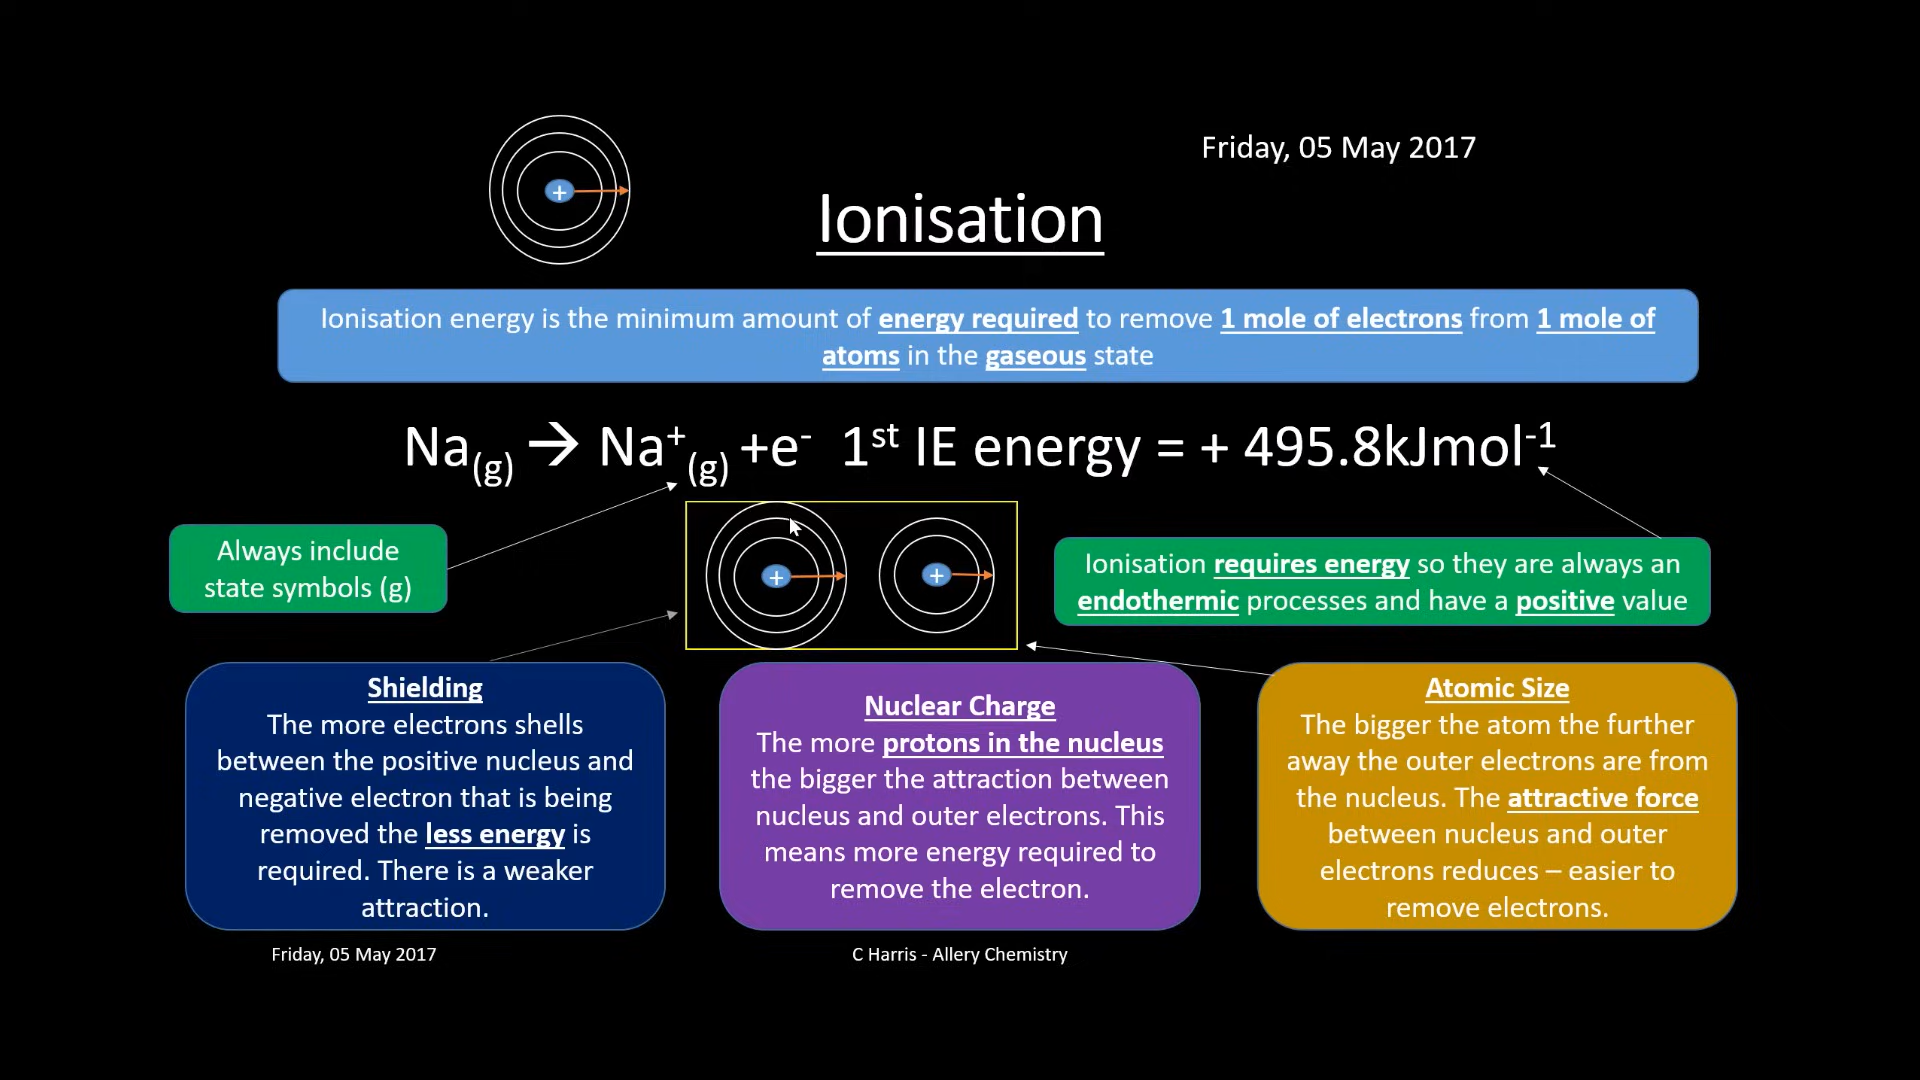 +
Friday, 05 May 2017
Ionisation
Ionisation energy is the minimum amount of energy required to remove 1 mole of electrons from 1 mole of
atoms in the gaseous state
Na(g) → Na⁺(g) +e⁻ 1ˢᵗ IE energy = + 495.8kJmol⁻¹
Always include
state symbols (g)
+ +
Ionisation requires energy so they are always an
endothermic processes and have a positive value
Shielding
The more electrons shells
between the positive nucleus and
negative electron that is being
removed the less energy is
required. There is a weaker
attraction.
Nuclear Charge
The more protons in the nucleus
the bigger the attraction between
nucleus and outer electrons. This
means more energy required to
remove the electron.
Atomic Size
The bigger the atom the further
away the outer electrons are from
the nucleus. The attractive force
between nucleus and outer
electrons reduces – easier to
remove electrons.
Friday, 05 May 2017
C Harris - Allery Chemistry